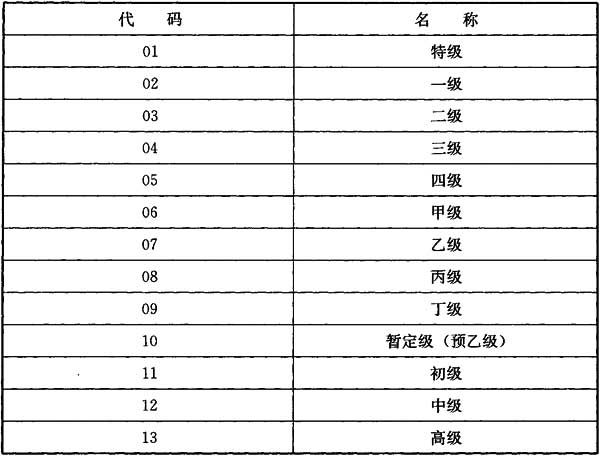 代 码 名 称
01 特级
02 一级
03 二级
04 三级
05 四级
06 甲级
07 乙级
08 丙级
09 丁级
10 暂定级（预乙级）
11 初级
12 中级
13 高级